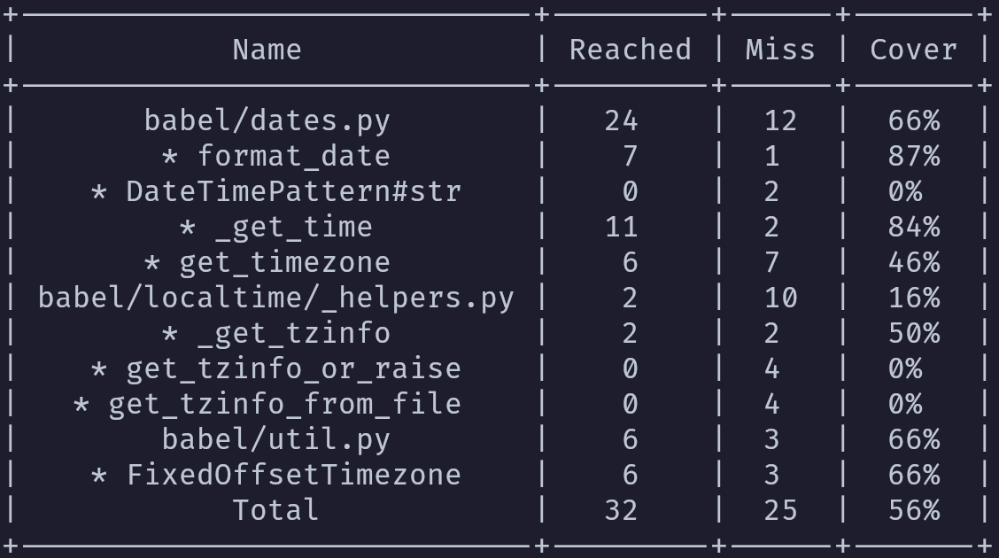 Name | Reached | Miss | Cover
babel/dates.py | 24 | 12 | 66%
* format_date | 7 | 1 | 87%
* DateTimePattern#str | 0 | 2 | 0%
* _get_time | 11 | 2 | 84%
* get_timezone | 6 | 7 | 46%
babel/localtime/_helpers.py | 2 | 10 | 16%
* _get_tzinfo | 2 | 2 | 50%
* get_tzinfo_or_raise | 0 | 4 | 0%
* get_tzinfo_from_file | 0 | 4 | 0%
babel/util.py | 6 | 3 | 66%
* FixedOffsetTimezone | 6 | 3 | 66%
Total | 32 | 25 | 56%